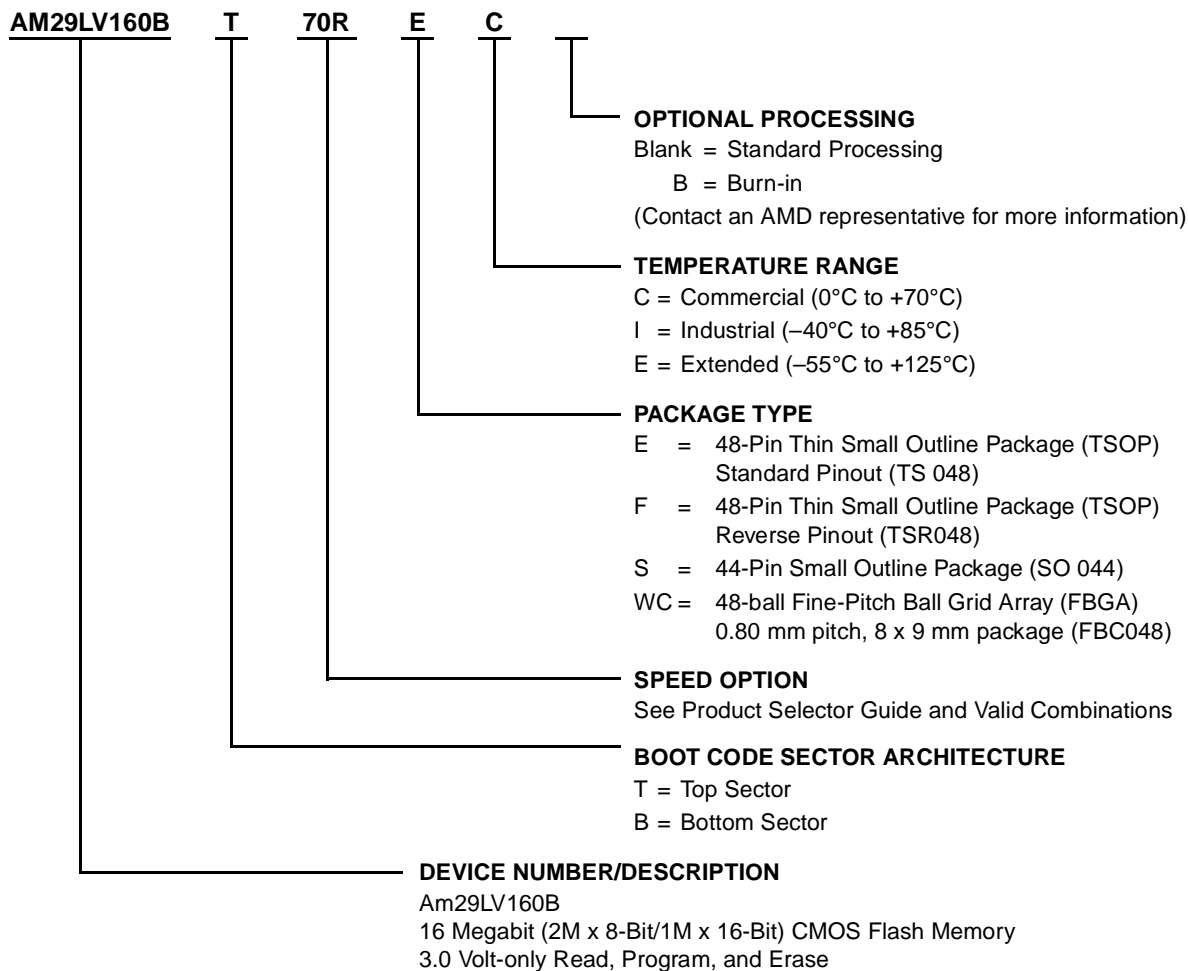 AM29LV160B T 70R E C
OPTIONAL PROCESSING
Blank = Standard Processing
B = Burn-in
(Contact an AMD representative for more information)
TEMPERATURE RANGE
C = Commercial (0°C to +70°C)
I = Industrial (–40°C to +85°C)
E = Extended (–55°C to +125°C)
PACKAGE TYPE
E = 48-Pin Thin Small Outline Package (TSOP)
Standard Pinout (TS 048)
F = 48-Pin Thin Small Outline Package (TSOP)
Reverse Pinout (TSR048)
S = 44-Pin Small Outline Package (SO 044)
WC = 48-ball Fine-Pitch Ball Grid Array (FBGA)
0.80 mm pitch, 8 x 9 mm package (FBC048)
SPEED OPTION
See Product Selector Guide and Valid Combinations
BOOT CODE SECTOR ARCHITECTURE
T = Top Sector
B = Bottom Sector
DEVICE NUMBER/DESCRIPTION
Am29LV160B
16 Megabit (2M x 8-Bit/1M x 16-Bit) CMOS Flash Memory
3.0 Volt-only Read, Program, and Erase